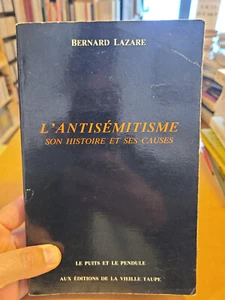 BERNARD LAZARE
L'ANTISÉMITISME
SON HISTOIRE ET SES CAUSES
LE PUITS ET LE PENDULE
AUX ÉDITIONS DE LA VIEILLE TAUPE